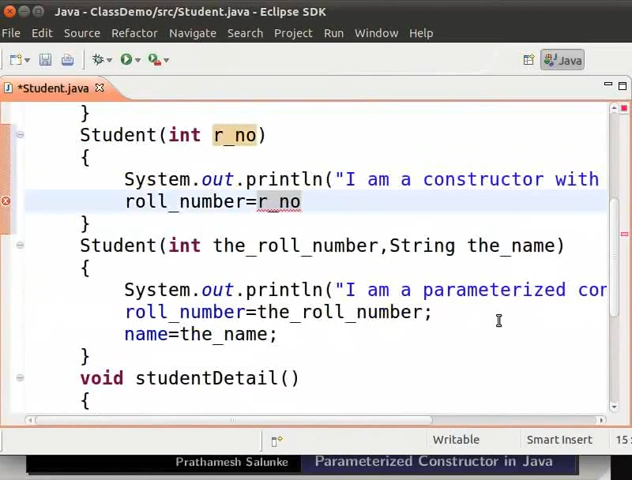 Java - ClassDemo/src/Student.java - Eclipse SDK
File Edit Source Refactor Navigate Search Project Run Window Help
Java
*Student.java
}
Student(int r_no)
{
System.out.println("I am a constructor with
roll_number=r_no
}
Student(int the_roll_number,String the_name)
{
System.out.println("I am a parameterized con
roll_number=the_roll_number;
name=the_name;
}
void studentDetail()
{
Writable Smart Insert 15:
Prathamesh Salunke Parameterized Constructor in Java